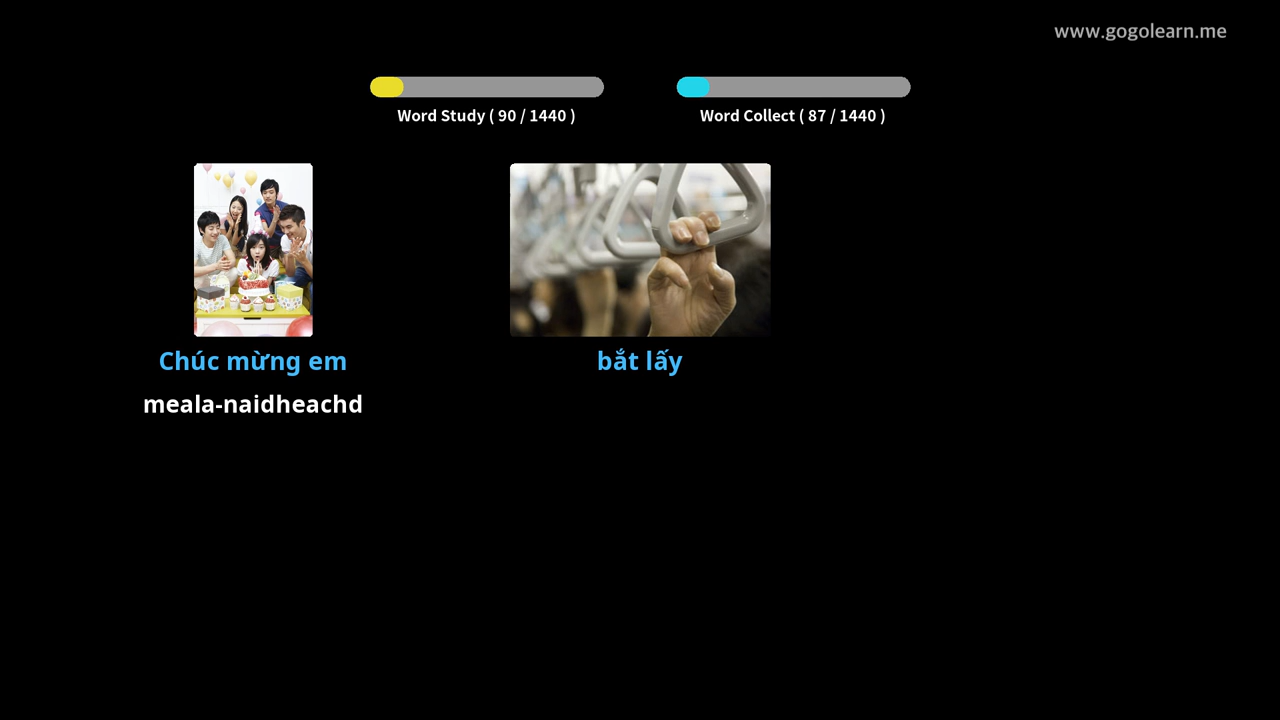 www.gogolearn.me
Word Study ( 90 / 1440 )
Word Collect ( 87 / 1440 )
Chúc mừng em
bắt lấy
meala-naidheachd